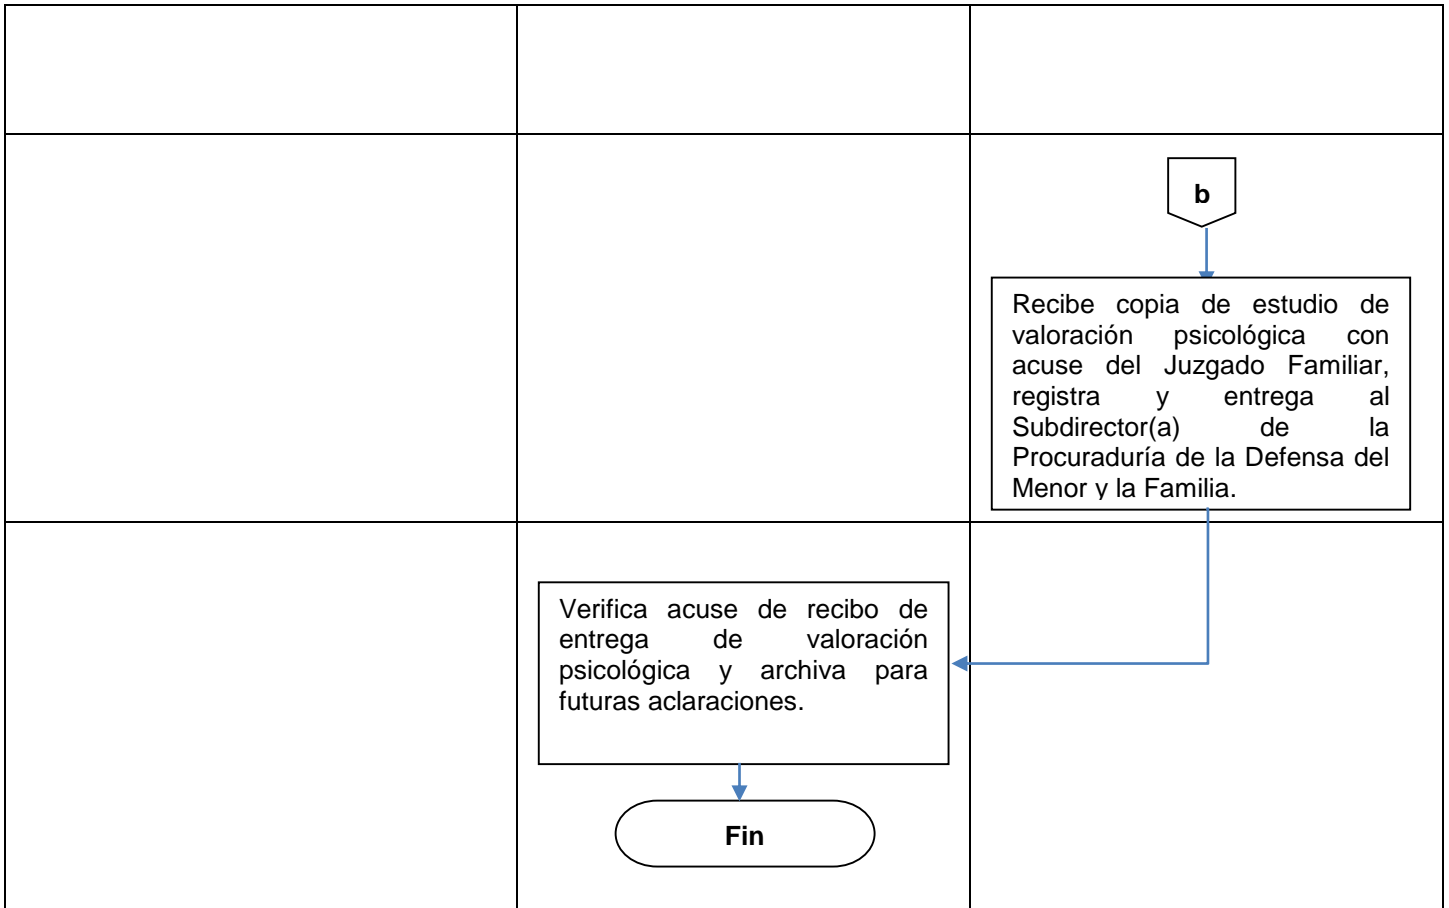 b
Recibe copia de estudio de
valoración psicológica con
acuse del Juzgado Familiar,
registra y entrega al
Subdirector(a) de la
Procuraduría de la Defensa del
Menor y la Familia.
Verifica acuse de recibo de
entrega de valoración
psicológica y archiva para
futuras aclaraciones.
Fin